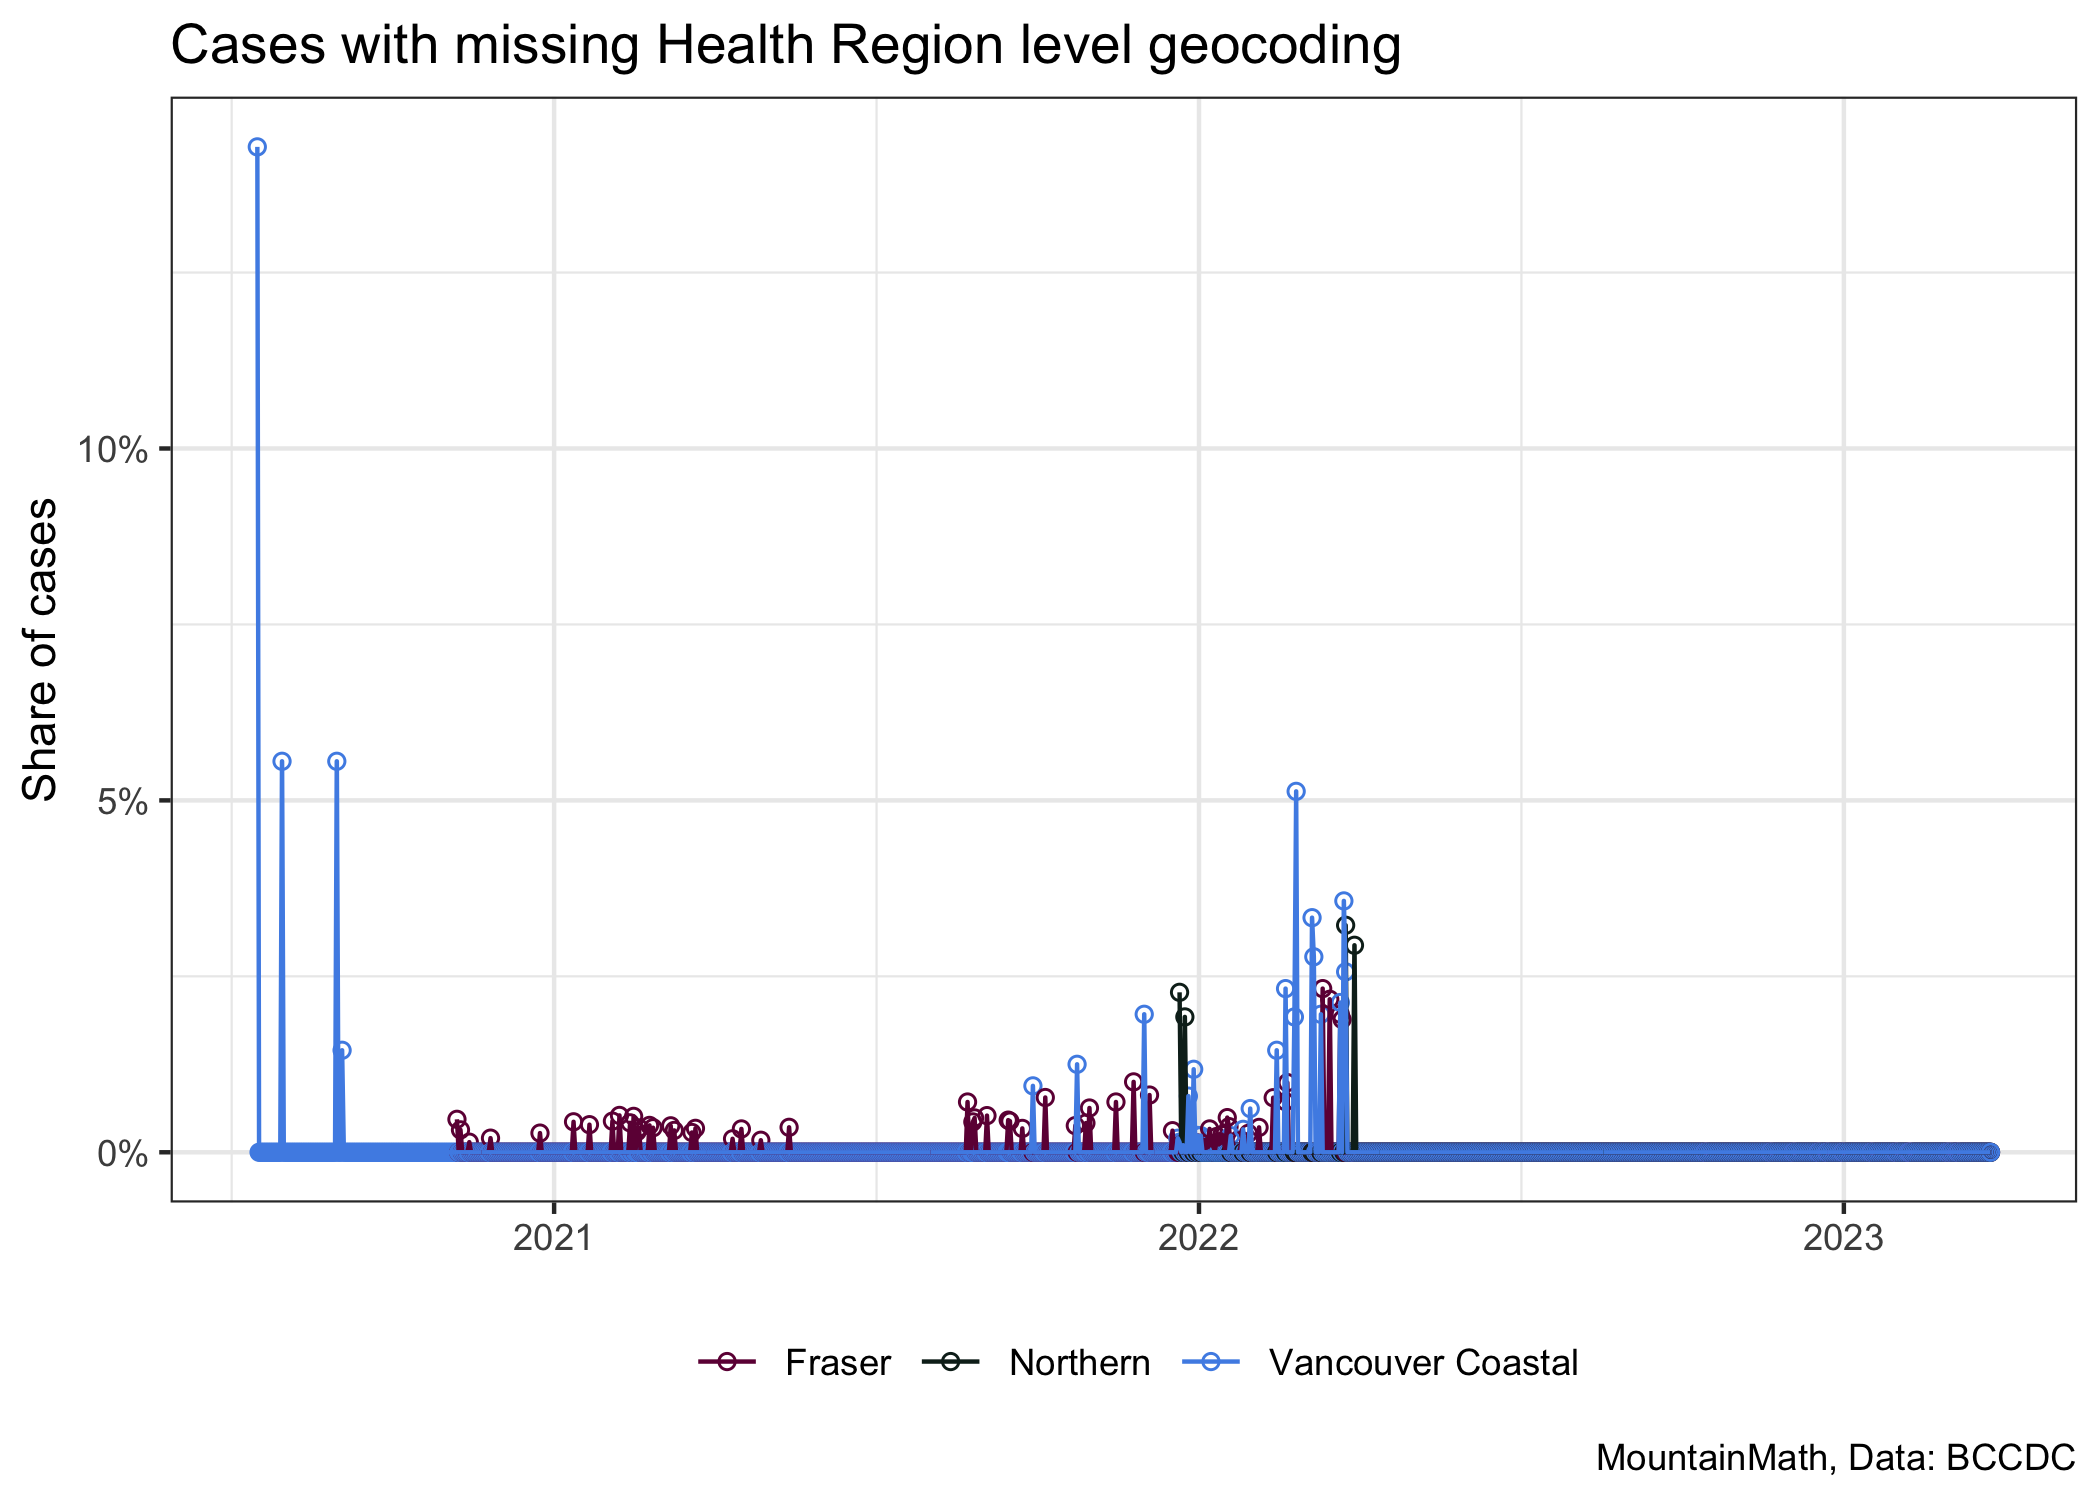 Cases with missing Health Region level geocoding
Share of cases
10%
5%
0%
2021
2022
2023
Fraser
Northern
Vancouver Coastal
MountainMath, Data: BCCDC